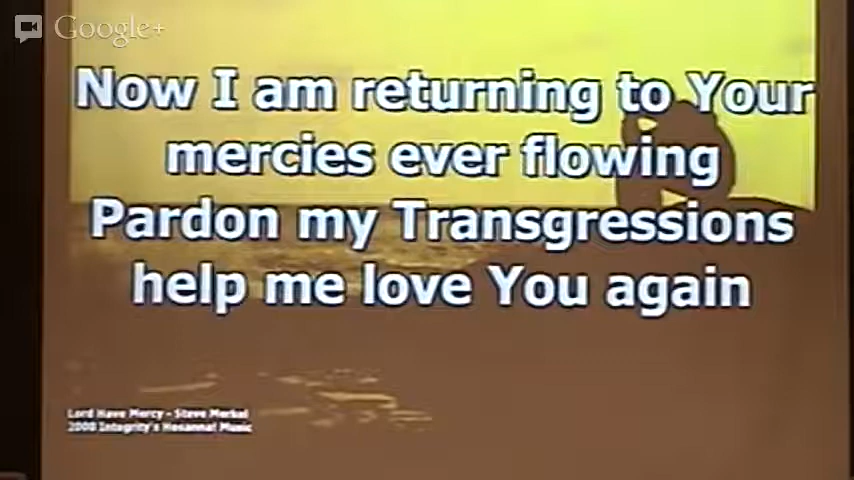 Google+
Now I am returning to Your
mercies ever flowing
Pardon my Transgressions
help me love You again
Lord Have Mercy - Steve Merkel
2000 Integrity's Hosanna! Music